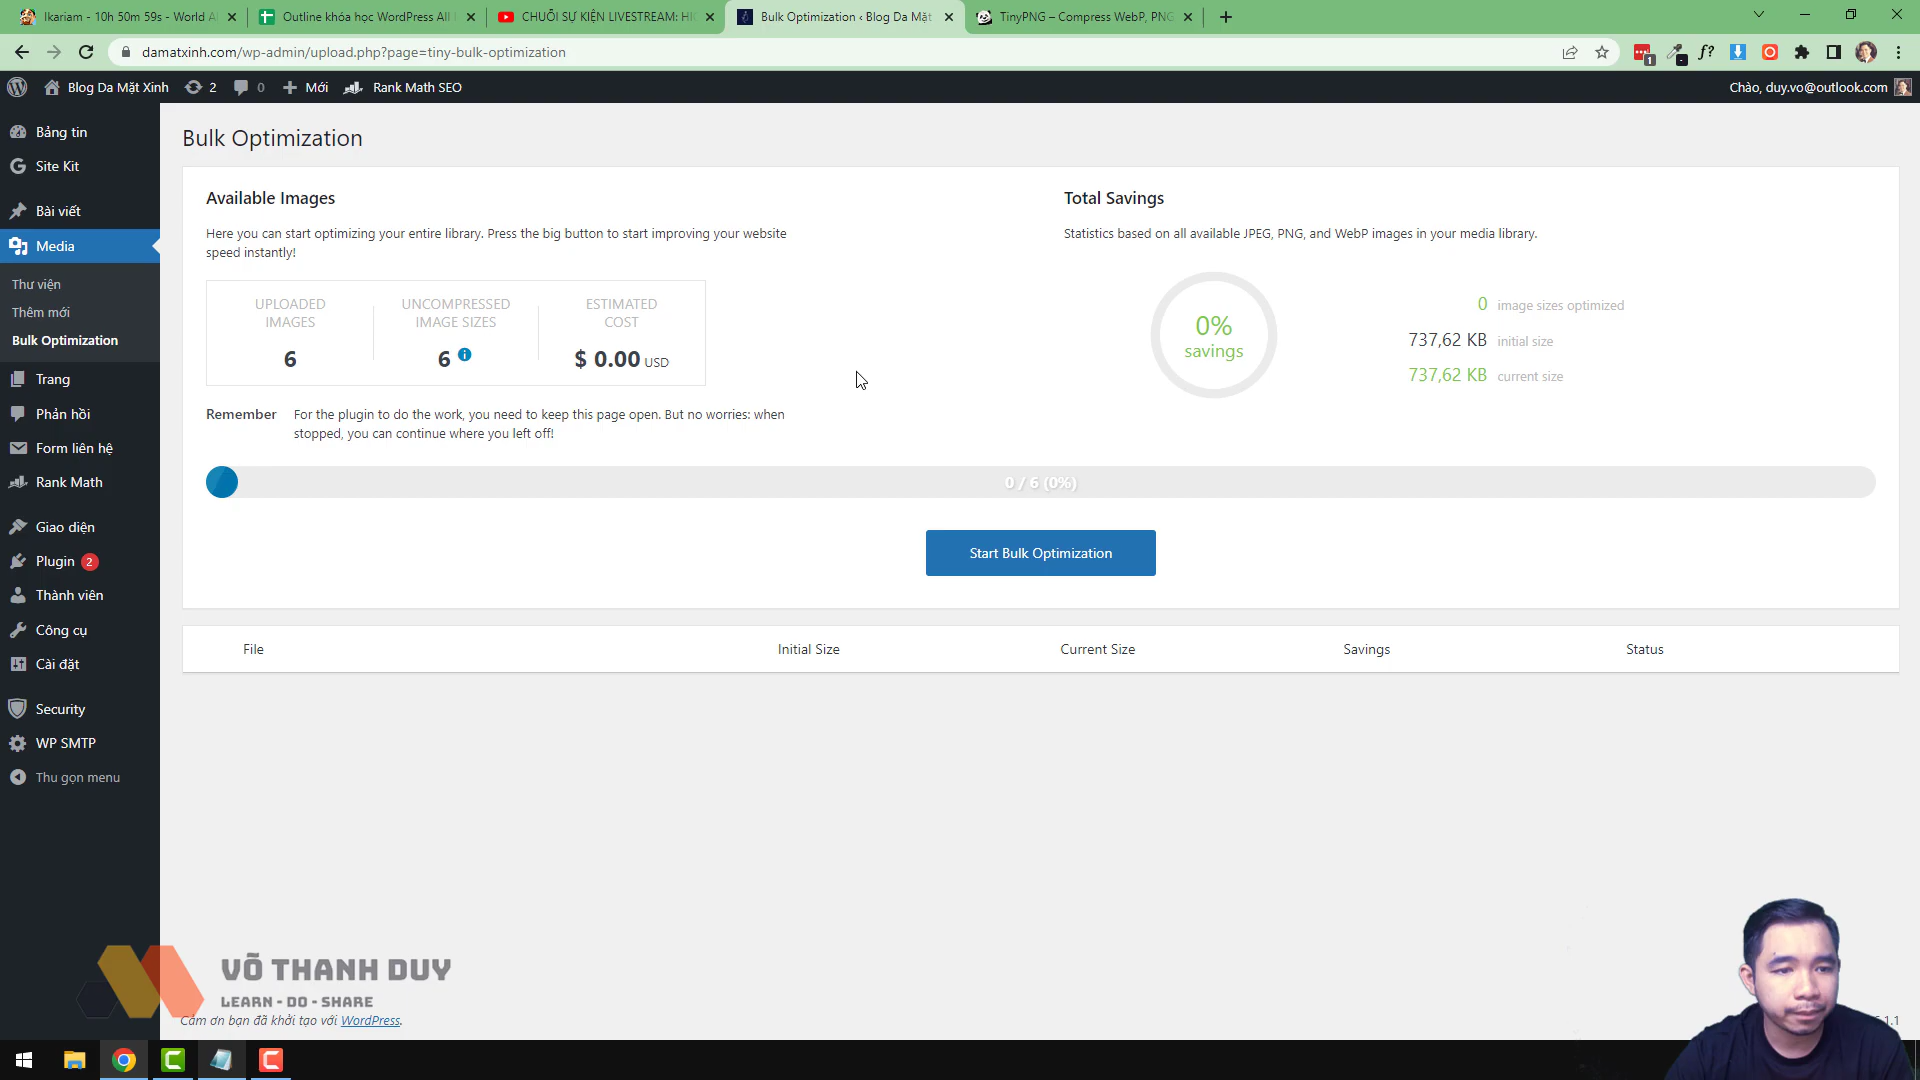 Ikariam - 10h 50m 59s - World A
Outline khóa học WordPress All
CHUỖI SỰ KIỆN LIVESTREAM: HI
Bulk Optimization ‹ Blog Da Mặt
TinyPNG – Compress WebP, PNG
damatxinh.com/wp-admin/upload.php?page=tiny-bulk-optimization
1
f?
Blog Da Mặt Xinh
2
0
Mới
Rank Math SEO
Chào, duy.vo@outlook.com
Bảng tin
Site Kit
Bài viết
Media
Thư viện
Thêm mới
Bulk Optimization
Trang
Phản hồi
Form liên hệ
Rank Math
Giao diện
Plugin 2
Thành viên
Công cụ
Cài đặt
Security
WP SMTP
Thu gọn menu
Bulk Optimization
Available Images
Here you can start optimizing your entire library. Press the big button to start improving your website
speed instantly!
UPLOADED
IMAGES
6
UNCOMPRESSED
IMAGE SIZES
6
ESTIMATED
COST
$ 0.00 USD
Remember
For the plugin to do the work, you need to keep this page open. But no worries: when
stopped, you can continue where you left off!
Total Savings
Statistics based on all available JPEG, PNG, and WebP images in your media library.
0%
savings
0 image sizes optimized
737,62 KB initial size
737,62 KB current size
0 / 6 (0%)
Start Bulk Optimization
File
Initial Size
Current Size
Savings
Status
VÕ THANH DUY
LEARN - DO - SHARE
Cảm ơn bạn đã khởi tạo với WordPress.